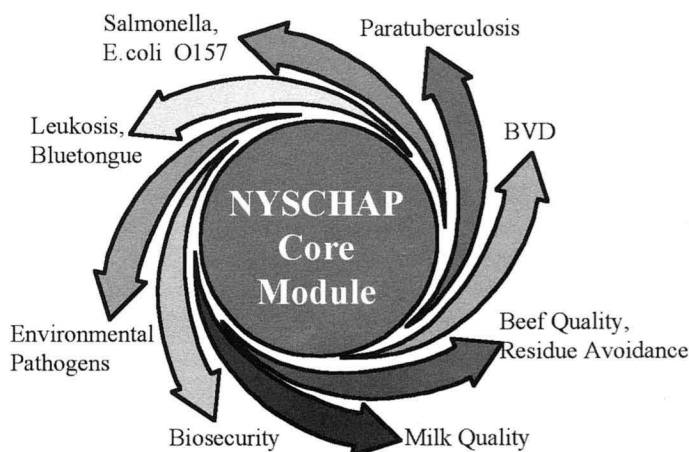 Salmonella,
E.coli O157
Paratuberculosis
Leukosis,
Bluetongue
BVD
NYSCHAP
Core
Module
Environmental
Pathogens
Beef Quality,
Residue Avoidance
Biosecurity
Milk Quality